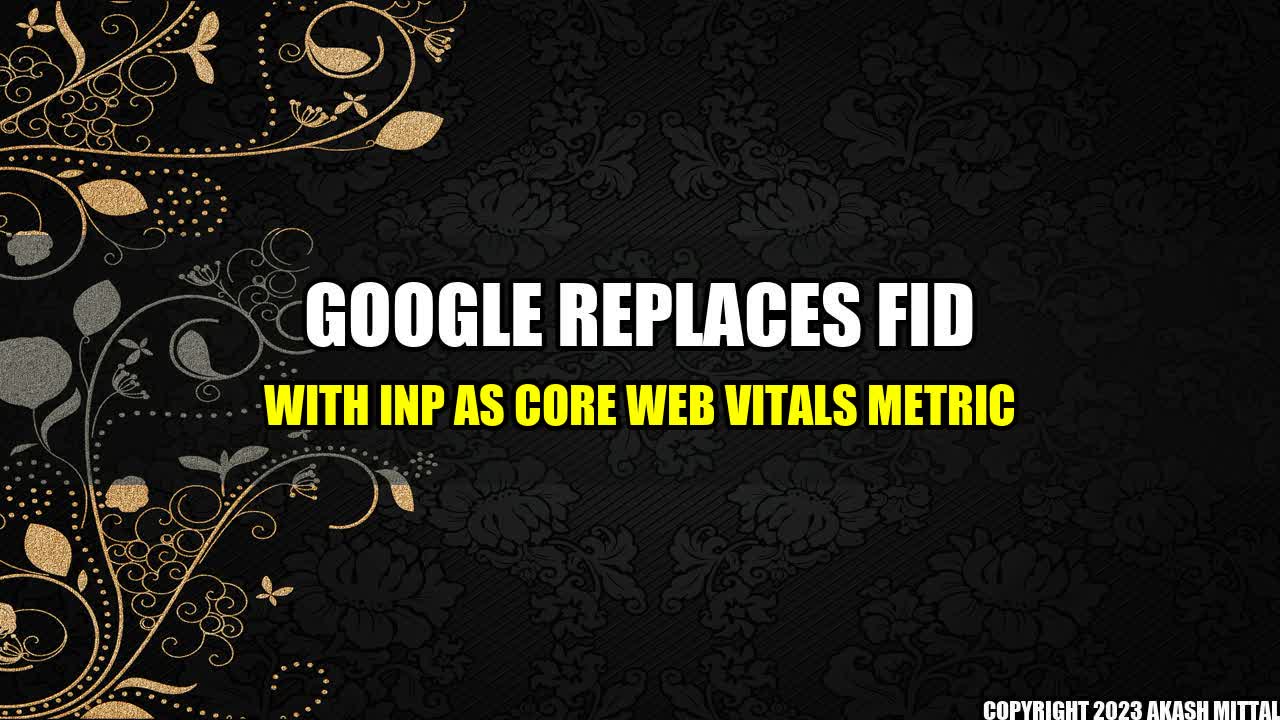 GOOGLE REPLACES FID
WITH INP AS CORE WEB VITALS METRIC
COPYRIGHT 2023 AKASH MITTAL